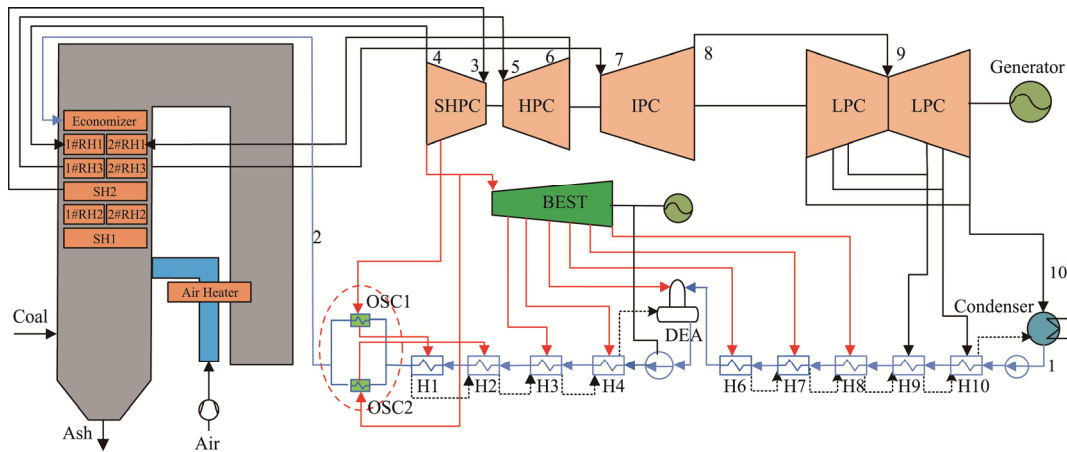 4
3
5
6
7
8
9
Generator
SHPC
HPC
IPC
LPC
LPC
Economizer
1#RH1
2#RH1
1#RH3
2#RH3
SH2
1#RH2
2#RH2
SH1
BEST
2
Air Heater
OSC1
10
Condenser
Coal
DEA
1
H1
H2
H3
H4
H6
H7
H8
H9
H10
OSC2
Ash
Air